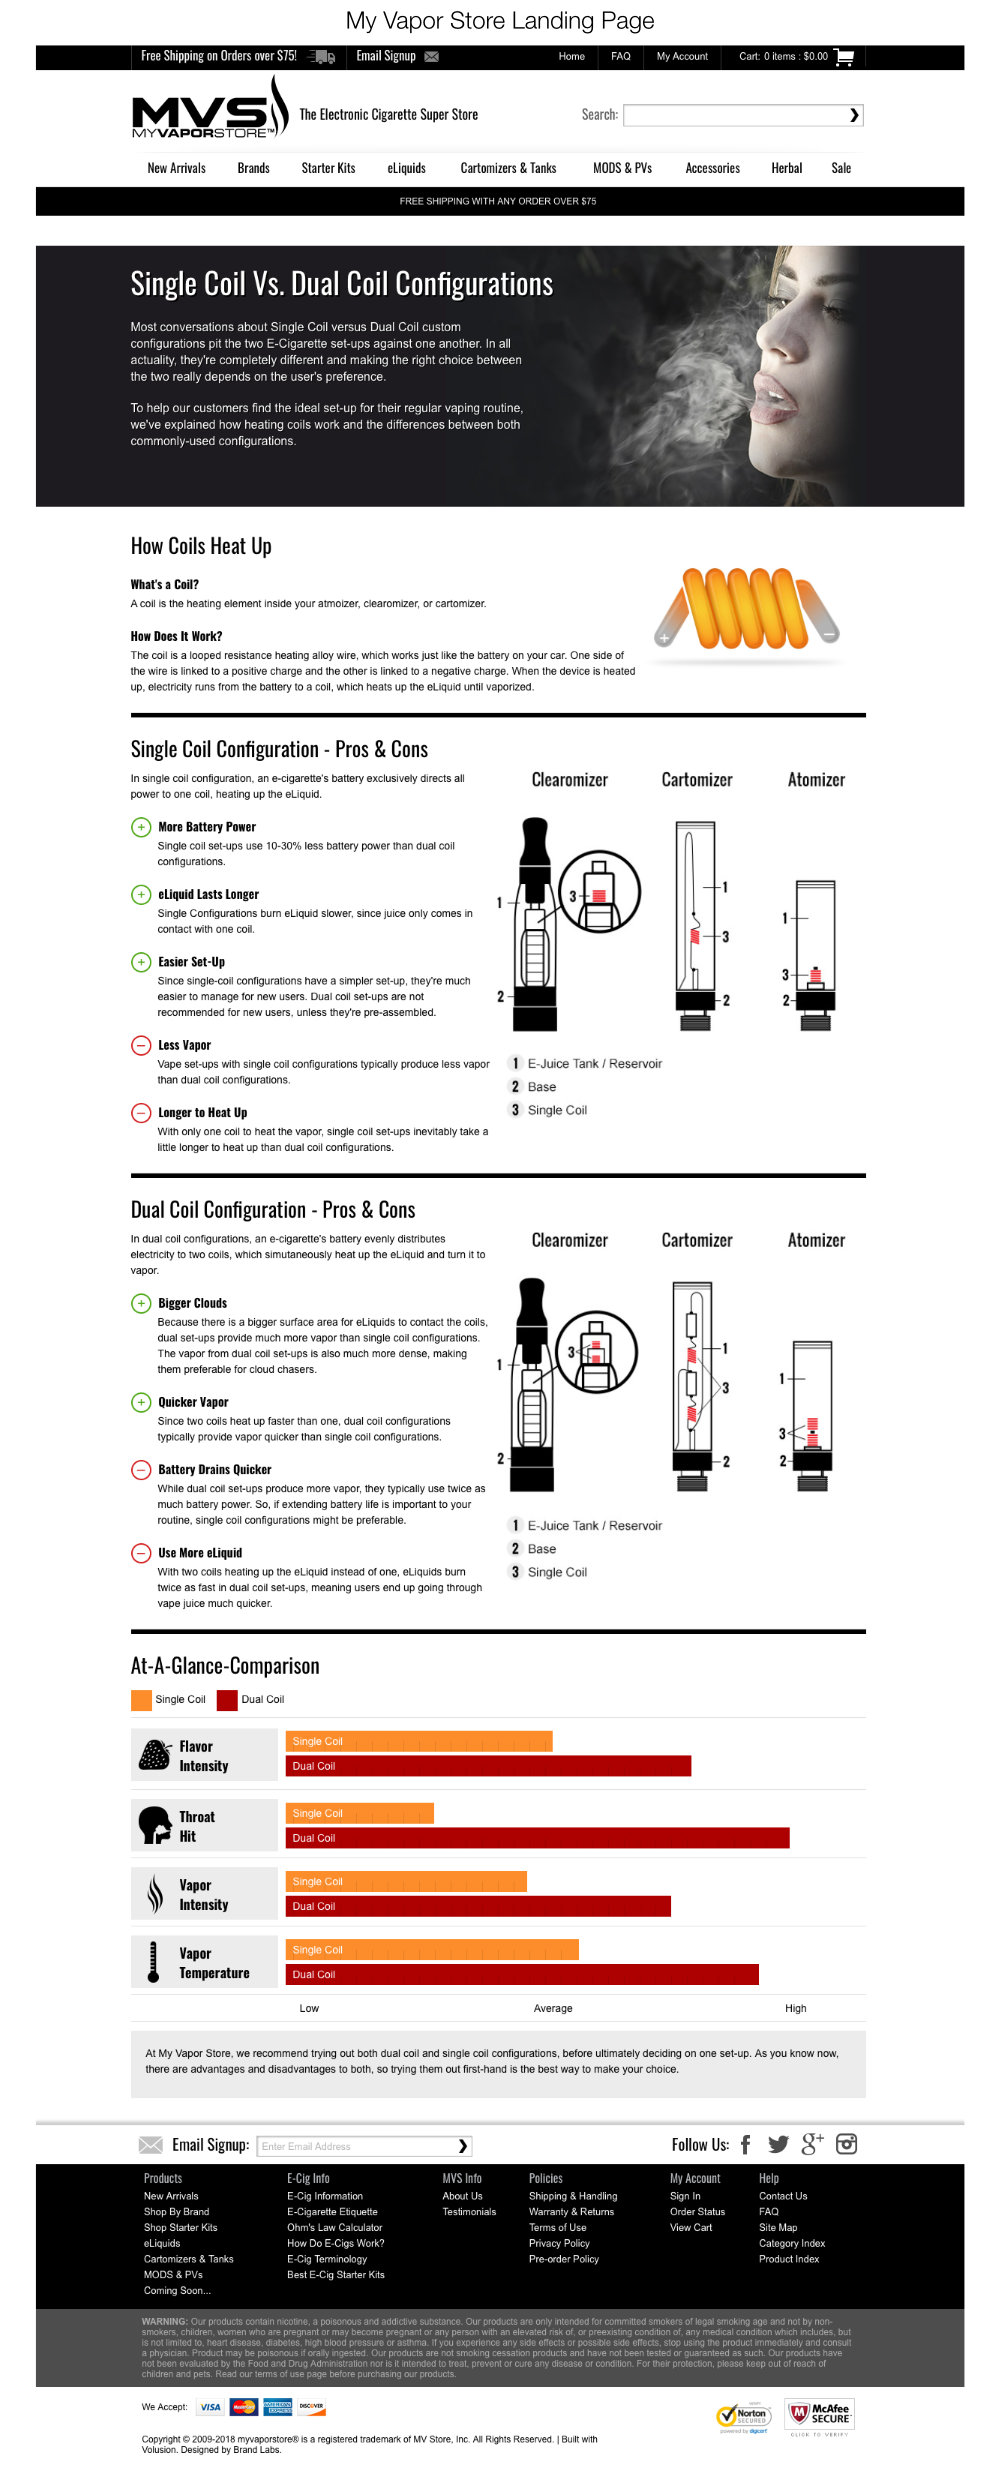 My Vapor Store Landing Page
Free Shipping on Orders over $75!
Email Signup
Home
FAQ
My Account
Cart: 0 items : $0.00
MVS
MYVAPORSTORE™
The Electronic Cigarette Super Store
Search:
New Arrivals
Brands
Starter Kits
eLiquids
Cartomizers & Tanks
MODS & PVs
Accessories
Herbal
Sale
FREE SHIPPING WITH ANY ORDER OVER $75
Single Coil Vs. Dual Coil Configurations
Most conversations about Single Coil versus Dual Coil custom
configurations pit the two E-Cigarette set-ups against one another. In all
actuality, they're completely different and making the right choice between
the two really depends on the user's preference.
To help our customers find the ideal set-up for their regular vaping routine,
we've explained how heating coils work and the differences between both
commonly-used configurations.
How Coils Heat Up
What's a Coil?
A coil is the heating element inside your atmoizer, clearomizer, or cartomizer.
How Does It Work?
The coil is a looped resistance heating alloy wire, which works just like the battery on your car. One side of
the wire is linked to a positive charge and the other is linked to a negative charge. When the device is heated
up, electricity runs from the battery to a coil, which heats up the eLiquid until vaporized.
+
−
Single Coil Configuration - Pros & Cons
In single coil configuration, an e-cigarette's battery exclusively directs all
power to one coil, heating up the eLiquid.
+ More Battery Power
Single coil set-ups use 10-30% less battery power than dual coil
configurations.
+ eLiquid Lasts Longer
Single Configurations burn eLiquid slower, since juice only comes in
contact with one coil.
+ Easier Set-Up
Since single-coil configurations have a simpler set-up, they're much
easier to manage for new users. Dual coil set-ups are not
recommended for new users, unless they're pre-assembled.
− Less Vapor
Vape set-ups with single coil configurations typically produce less vapor
than dual coil configurations.
− Longer to Heat Up
With only one coil to heat the vapor, single coil set-ups inevitably take a
little longer to heat up than dual coil configurations.
Clearomizer
Cartomizer
Atomizer
1
3
2
1
3
2
1
3
2
1 E-Juice Tank / Reservoir
2 Base
3 Single Coil
Dual Coil Configuration - Pros & Cons
In dual coil configurations, an e-cigarette's battery evenly distributes
electricity to two coils, which simutaneously heat up the eLiquid and turn it to
vapor.
+ Bigger Clouds
Because there is a bigger surface area for eLiquids to contact the coils,
dual set-ups provide much more vapor than single coil configurations.
The vapor from dual coil set-ups is also much more dense, making
them preferable for cloud chasers.
+ Quicker Vapor
Since two coils heat up faster than one, dual coil configurations
typically provide vapor quicker than single coil configurations.
− Battery Drains Quicker
While dual coil set-ups produce more vapor, they typically use twice as
much battery power. So, if extending battery life is important to your
routine, single coil configurations might be preferable.
− Use More eLiquid
With two coils heating up the eLiquid instead of one, eLiquids burn
twice as fast in dual coil set-ups, meaning users end up going through
vape juice much quicker.
Clearomizer
Cartomizer
Atomizer
1
3
2
1
3
2
1
3
2
1 E-Juice Tank / Reservoir
2 Base
3 Single Coil
At-A-Glance-Comparison
Single Coil
Dual Coil
Flavor
Intensity
Single Coil
Dual Coil
Throat
Hit
Single Coil
Dual Coil
Vapor
Intensity
Single Coil
Dual Coil
Vapor
Temperature
Single Coil
Dual Coil
Low
Average
High
At My Vapor Store, we recommend trying out both dual coil and single coil configurations, before ultimately deciding on one set-up. As you know now,
there are advantages and disadvantages to both, so trying them out first-hand is the best way to make your choice.
Email Signup:
Enter Email Address
Follow Us:
Products
New Arrivals
Shop By Brand
Shop Starter Kits
eLiquids
Cartomizers & Tanks
MODS & PVs
Coming Soon...
E-Cig Info
E-Cig Information
E-Cigarette Etiquette
Ohm's Law Calculator
How Do E-Cigs Work?
E-Cig Terminology
Best E-Cig Starter Kits
MVS Info
About Us
Testimonials
Policies
Shipping & Handling
Warranty & Returns
Terms of Use
Privacy Policy
Pre-order Policy
My Account
Sign In
Order Status
View Cart
Help
Contact Us
FAQ
Site Map
Category Index
Product Index
WARNING: Our products contain nicotine, a poisonous and addictive substance. Our products are only intended for committed smokers of legal smoking age and not by non-
smokers, children, women who are pregnant or may become pregnant or any person with an elevated risk of, or preexisting condition of, any medical condition which includes, but
is not limited to, heart disease, diabetes, high blood pressure or asthma. If you experience any side effects or possible side effects, stop using the product immediately and consult
a physician. Product may be poisonous if orally ingested. Our products are not smoking cessation products and have not been tested or guaranteed as such. Our products have
not been evaluated by the Food and Drug Administration nor is it intended to treat, prevent or cure any disease or condition. For their protection, please keep out of reach of
children and pets. Read our terms of use page before purchasing our products.
We Accept:
VISA
MasterCard
AMERICAN EXPRESS
DISCOVER
Norton
SECURED
powered by digicert
McAfee
SECURE
CLICK TO VERIFY
Copyright © 2009-2018 myvaporstore® is a registered trademark of MV Store, Inc. All Rights Reserved. | Built with
Volusion. Designed by Brand Labs.